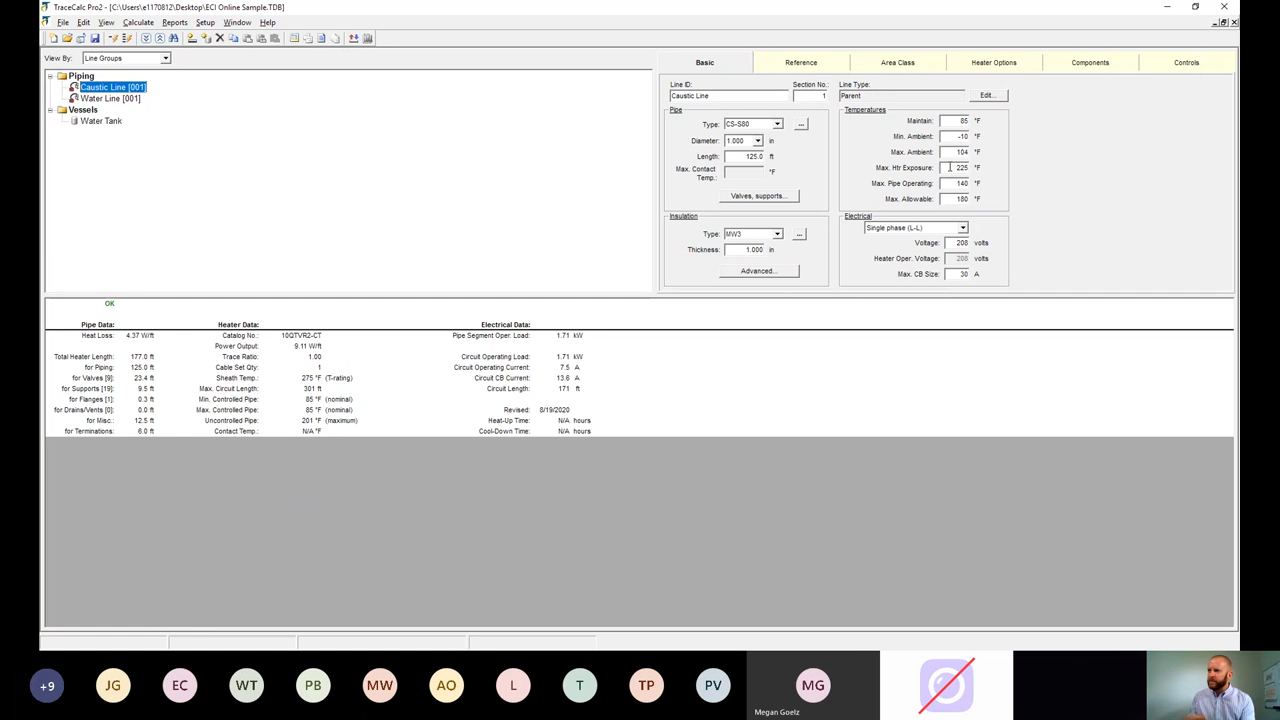 TraceCalc Pro2 - [C:\Users\e1170812\Desktop\ECI Online Sample.TDB]
File Edit View Calculate Reports Setup Window Help
View By: Line Groups
Piping
Caustic Line [001]
Water Line [001]
Vessels
Water Tank
Basic Reference Area Class Heater Options Components Controls
Line ID: Section No.: Line Type:
Caustic Line 1 Parent Edit...
Pipe
Type: CS-S80 ...
Diameter: 1.000 in
Length: 125.0 ft
Max. Contact Temp.: °F
Valves, supports...
Insulation
Type: MW3 ...
Thickness: 1.000 in
Advanced...
Temperatures
Maintain: 85 °F
Min. Ambient: -10 °F
Max. Ambient: 104 °F
Max. Htr Exposure: 225 °F
Max. Pipe Operating: 140 °F
Max. Allowable: 180 °F
Electrical
Single phase (L-L)
Voltage: 208 volts
Heater Oper. Voltage: 208 volts
Max. CB Size: 30 A
OK
Pipe Data: Heater Data: Electrical Data:
Heat Loss: 4.37 W/ft Catalog No.: 10QTVR2-CT Pipe Segment Oper. Load: 1.71 kW
Power Output: 9.11 W/ft
Total Heater Length: 177.0 ft Trace Ratio: 1.00 Circuit Operating Load: 1.71 kW
for Piping: 125.0 ft Cable Set Qty: 1 Circuit Operating Current: 7.5 A
for Valves [9]: 23.4 ft Sheath Temp.: 275 °F (T-rating) Circuit CB Current: 13.6 A
for Supports [19]: 9.5 ft Max. Circuit Length: 301 ft Circuit Length: 171 ft
for Flanges [1]: 0.3 ft Min. Controlled Pipe: 85 °F (nominal)
for Drains/Vents [0]: 0.0 ft Max. Controlled Pipe: 85 °F (nominal) Revised: 8/19/2020
for Misc.: 12.5 ft Uncontrolled Pipe: 201 °F (maximum) Heat-Up Time: N/A hours
for Terminations: 6.0 ft Contact Temp.: N/A °F Cool-Down Time: N/A hours
+9 JG EC WT PB MW AO L T TP PV MG
Megan Goelz